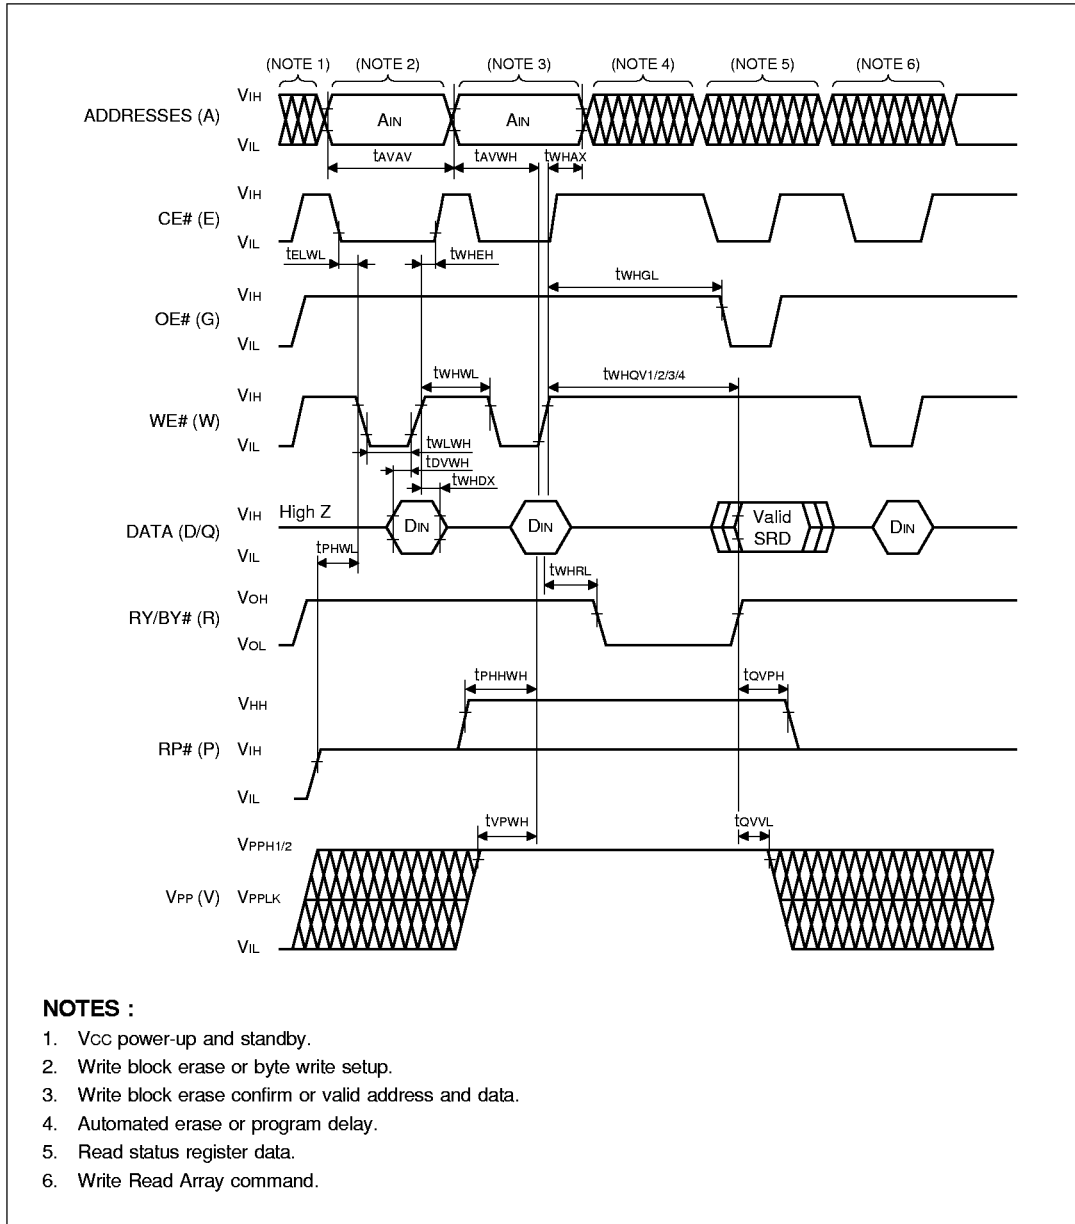 (NOTE 1) (NOTE 2) (NOTE 3) (NOTE 4) (NOTE 5) (NOTE 6)
VIH
ADDRESSES (A) AIN AIN
VIL
tAVAV tAVWH tWHAX
VIH
CE# (E)
VIL
tELWL tWHEH
tWHGL
VIH
OE# (G)
VIL
tWHWL tWHQV1/2/3/4
VIH
WE# (W)
VIL
tWLWH
tDVWH
tWHDX
VIH High Z
DATA (D/Q) DIN DIN Valid SRD DIN
VIL
tPHWL
tWHRL
VOH
RY/BY# (R)
VOL
tPHHWH tQVPH
VHH
RP# (P) VIH
VIL
tVPWH tQVVL
VPPH1/2
VPP (V) VPPLK
VIL
NOTES :
1. VCC power-up and standby.
2. Write block erase or byte write setup.
3. Write block erase confirm or valid address and data.
4. Automated erase or program delay.
5. Read status register data.
6. Write Read Array command.